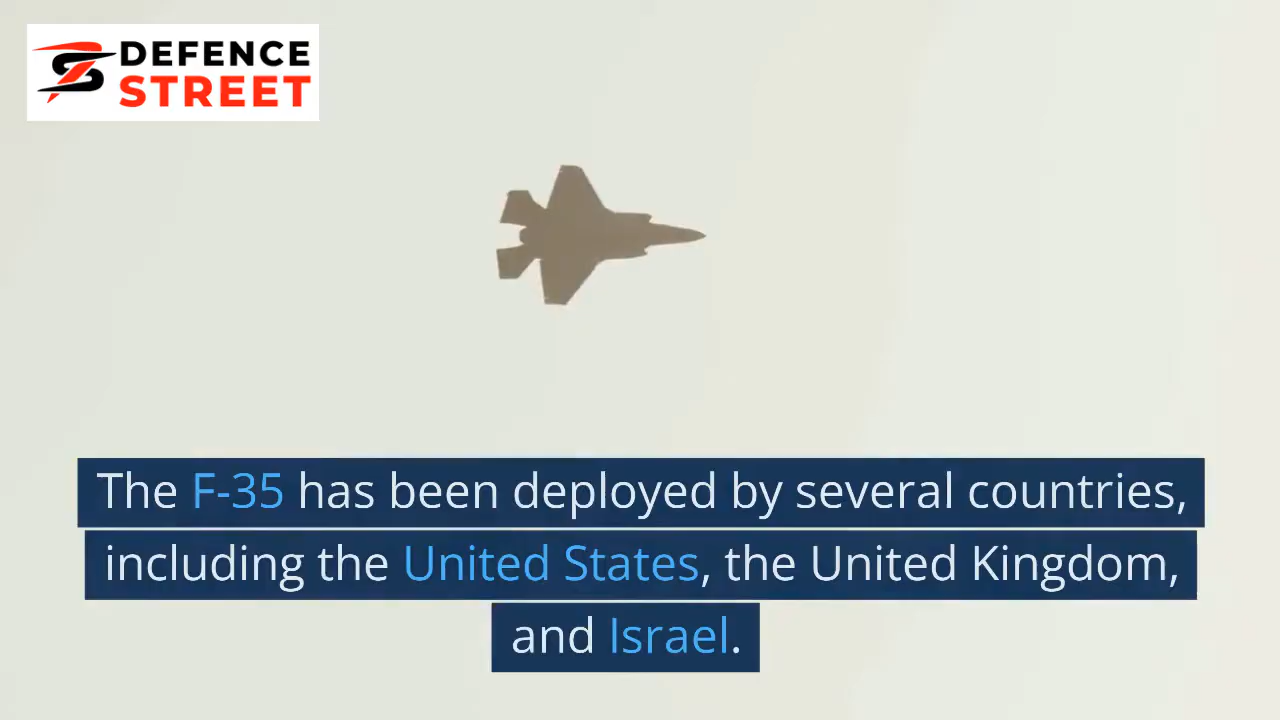 DEFENCE
STREET
The F-35 has been deployed by several countries,
including the United States, the United Kingdom,
and Israel.